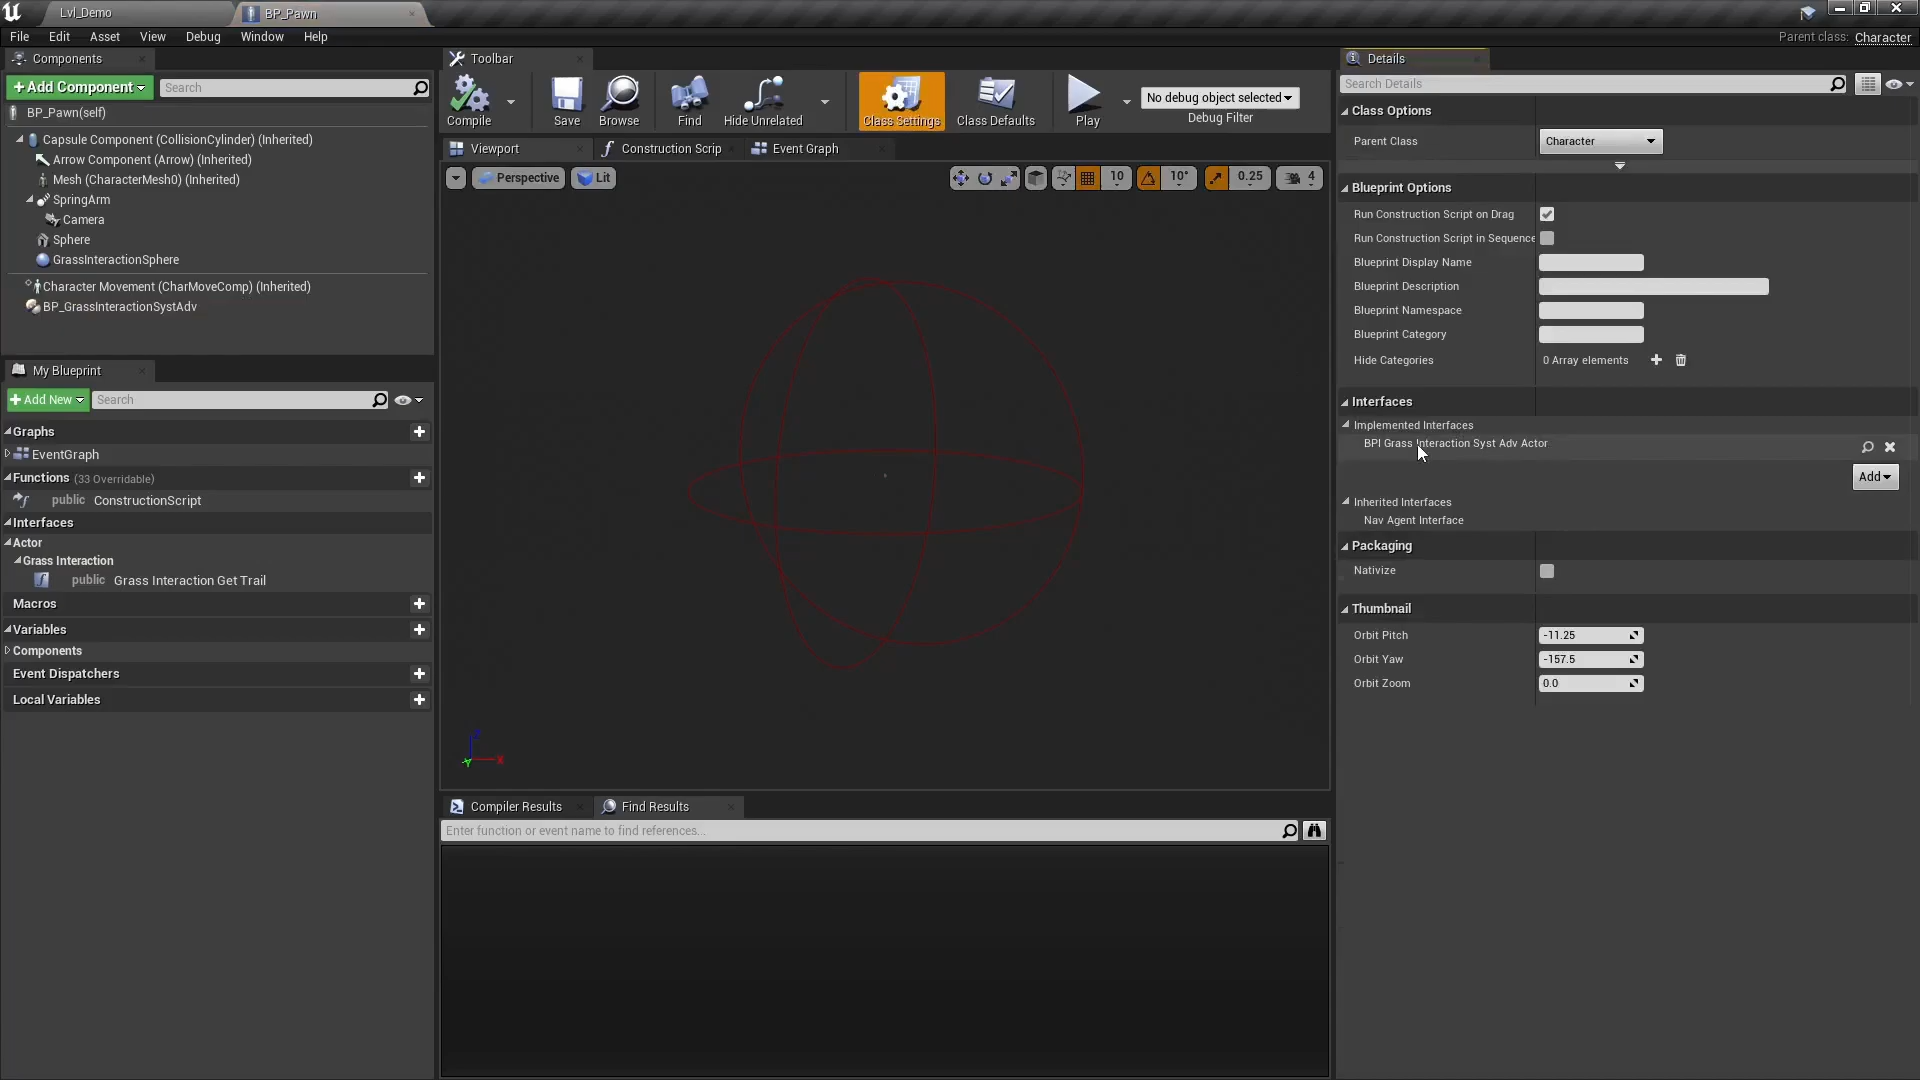 Lvl_Demo
BP_Pawn
File Edit Asset View Debug Window Help
Parent class: Character
Components
+Add Component
Search
BP_Pawn(self)
Capsule Component (CollisionCylinder) (Inherited)
Arrow Component (Arrow) (Inherited)
Mesh (CharacterMesh0) (Inherited)
SpringArm
Camera
Sphere
GrassInteractionSphere
Character Movement (CharMoveComp) (Inherited)
BP_GrassInteractionSystAdv
My Blueprint
+Add New
Search
Graphs
EventGraph
Functions (33 Overridable)
public ConstructionScript
Interfaces
Actor
Grass Interaction
public Grass Interaction Get Trail
Macros
Variables
Components
Event Dispatchers
Local Variables
Toolbar
Compile
Save
Browse
Find
Hide Unrelated
Class Settings
Class Defaults
Play
No debug object selected
Debug Filter
Viewport
Construction Scrip
Event Graph
Perspective
Lit
10
10°
0.25
4
Z
X
Y
Compiler Results
Find Results
Enter function or event name to find references...
Details
Search Details
Class Options
Parent Class Character
Blueprint Options
Run Construction Script on Drag
Run Construction Script in Sequence
Blueprint Display Name
Blueprint Description
Blueprint Namespace
Blueprint Category
Hide Categories 0 Array elements
Interfaces
Implemented Interfaces
BPI Grass Interaction Syst Adv Actor
Add
Inherited Interfaces
Nav Agent Interface
Packaging
Nativize
Thumbnail
Orbit Pitch -11.25
Orbit Yaw -157.5
Orbit Zoom 0.0